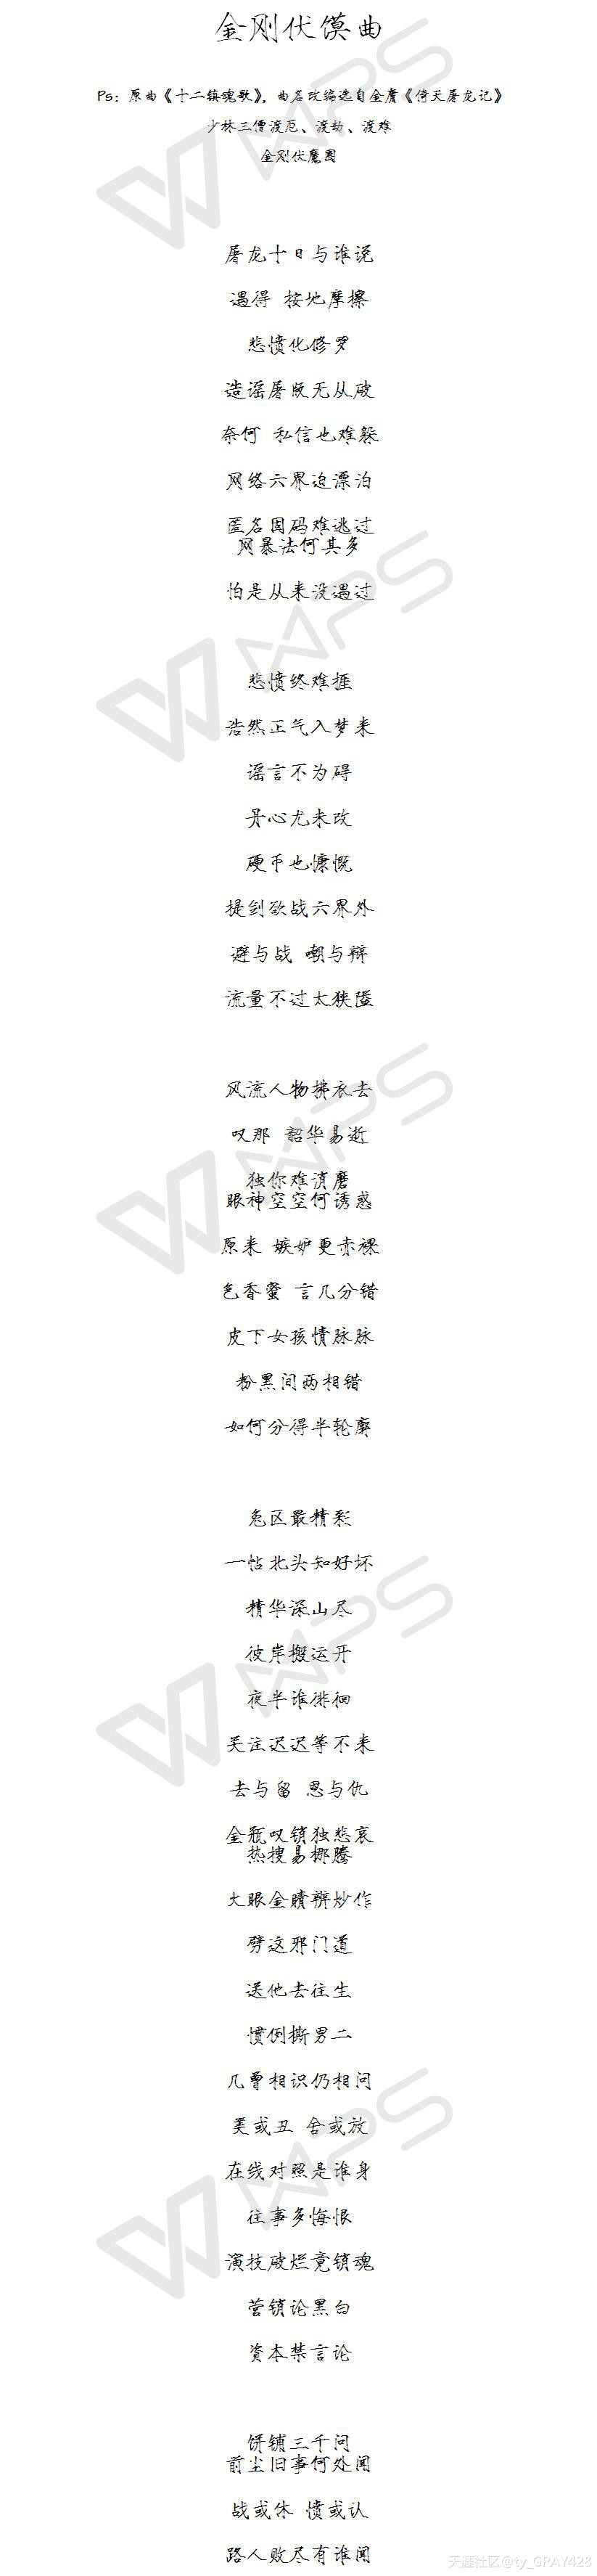 金刚伏馍曲
Ps：原曲《十二镇魂歌》，曲名改编选自金庸《倚天屠龙记》
少林三僧渡厄、渡劫、渡难
金刚伏魔圈
屠龙十日与谁说
遇得 按地摩擦
悲愤化修罗
造谣屠版无从破
奈何 私信也难躲
网络六界迫漂泊
匿名图码难逃过
网暴法何其多
怕是从来没遇过
悲愤终难捱
浩然正气入梦来
谣言不为碍
丹心尤未改
硬币也慷慨
提剑欲战六界外
避与战 嘲与辩
流量不过太狭隘
风流人物拂衣去
叹那 韶华易逝
独你难消磨
眼神空空何诱惑
原来 嫉妒更赤裸
色香蜜 言几分错
皮下女孩情脉脉
粉黑间两相错
如何分得半轮廓
兔区最精彩
一帖北头知好坏
精华深山尽
彼岸搬运开
夜半谁徘徊
关注迟迟等不来
去与留 恩与仇
金瓶叹锁独悲哀
热搜易挪腾
火眼金睛辨炒作
劈这邪门道
送他去往生
惯例撕男二
几曾相识仍相问
美或丑 舍或放
在线对照是谁身
往事多悔恨
演技破烂竟锁魂
营销论黑白
资本禁言论
饼铺三千问
前尘旧事何处闻
战或休 愤或认
路人败尽有谁闻
天涯社区@ty_GRAY428
WPS
WPS
WPS
WPS
WPS